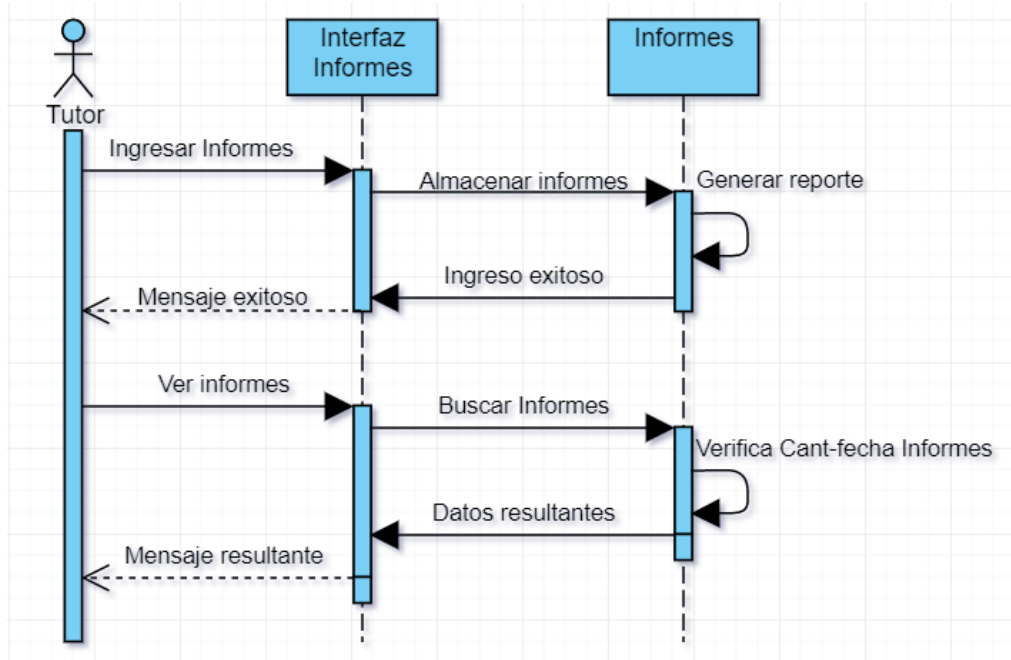 Interfaz
Informes
Informes
Tutor
Ingresar Informes
Almacenar informes
Generar reporte
Ingreso exitoso
Mensaje exitoso
Ver informes
Buscar Informes
Verifica Cant-fecha Informes
Datos resultantes
Mensaje resultante